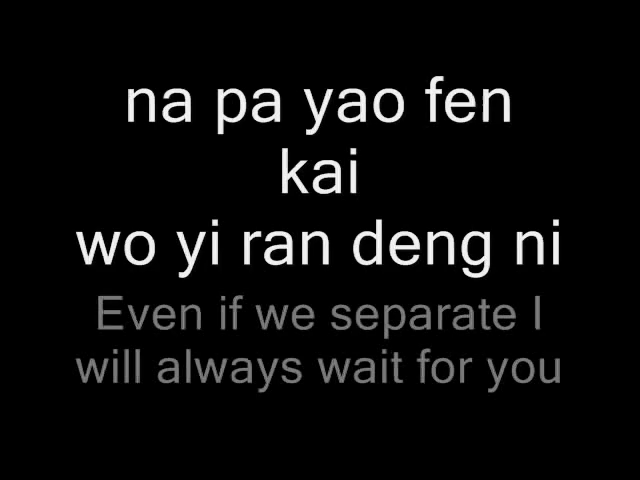 na pa yao fen
kai
wo yi ran deng ni
Even if we separate I
will always wait for you